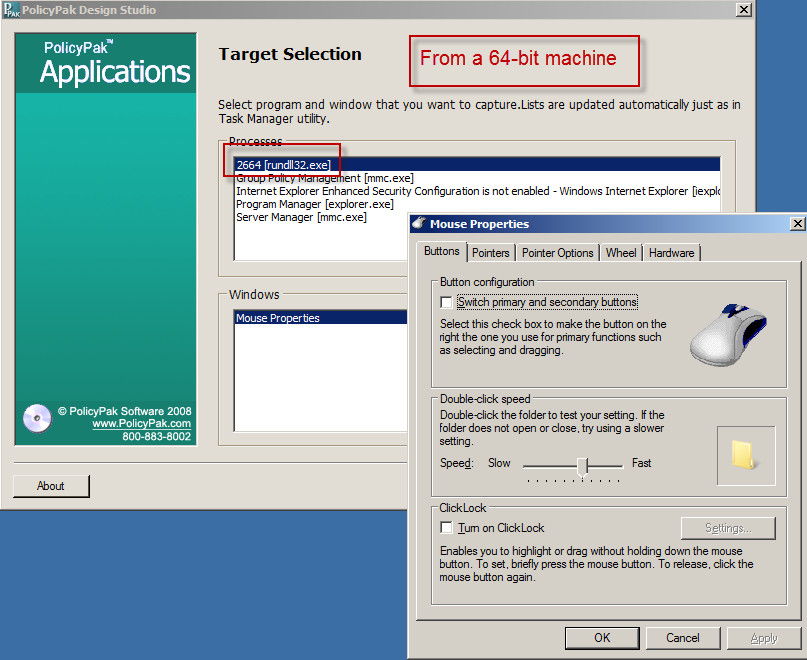 PolicyPak Design Studio
PolicyPak™
Applications
Target Selection
From a 64-bit machine
Select program and window that you want to capture.Lists are updated automatically just as in
Task Manager utility.
Processes
2664 [rundll32.exe]
Group Policy Management [mmc.exe]
Internet Explorer Enhanced Security Configuration is not enabled - Windows Internet Explorer [iexplo
Program Manager [explorer.exe]
Server Manager [mmc.exe]
Windows
Mouse Properties
© PolicyPak Software 2008
www.PolicyPak.com
800-883-8002
About
Mouse Properties
Buttons
Pointers
Pointer Options
Wheel
Hardware
Button configuration
Switch primary and secondary buttons
Select this check box to make the button on the
right the one you use for primary functions such
as selecting and dragging.
Double-click speed
Double-click the folder to test your setting. If the
folder does not open or close, try using a slower
setting.
Speed: Slow Fast
ClickLock
Turn on ClickLock
Settings...
Enables you to highlight or drag without holding down the mouse
button. To set, briefly press the mouse button. To release, click the
mouse button again.
OK
Cancel
Apply